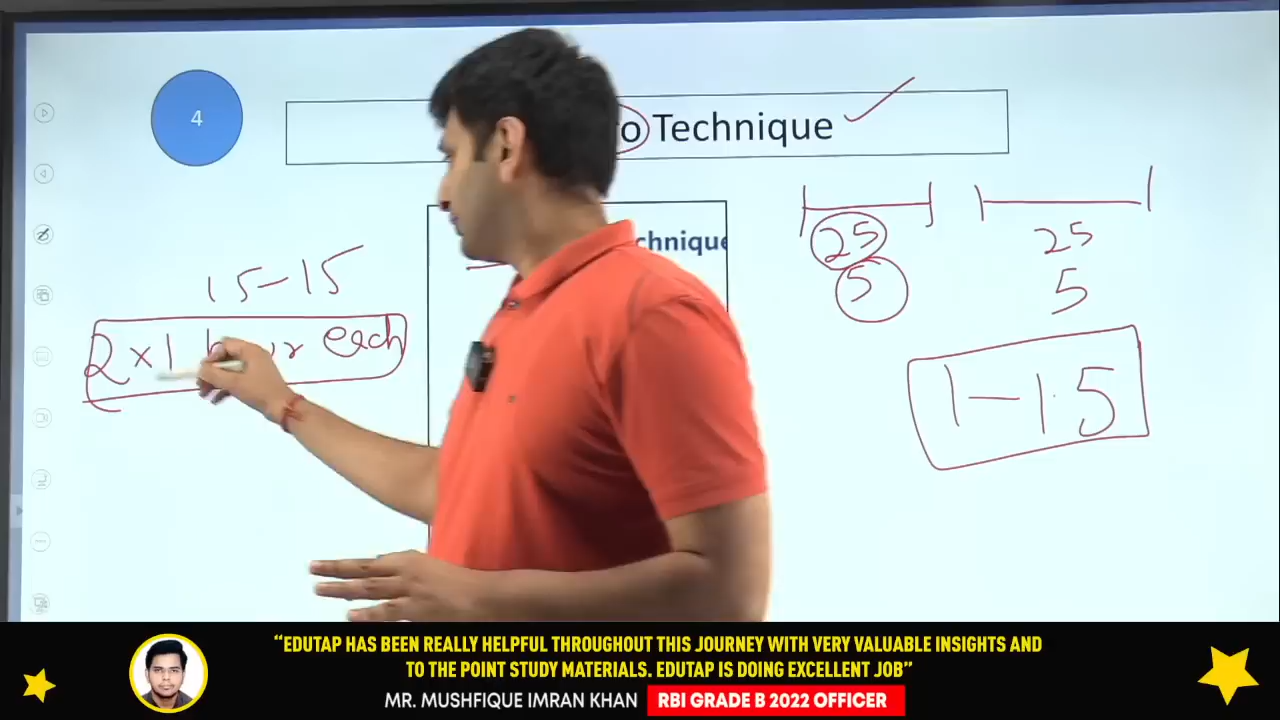 4
Technique
chnique
25
5
25
5
15-15
2 × 1 hour each
1 - 1.5
“EDUTAP HAS BEEN REALLY HELPFUL THROUGHOUT THIS JOURNEY WITH VERY VALUABLE INSIGHTS AND
TO THE POINT STUDY MATERIALS. EDUTAP IS DOING EXCELLENT JOB”
MR. MUSHFIQUE IMRAN KHAN RBI GRADE B 2022 OFFICER